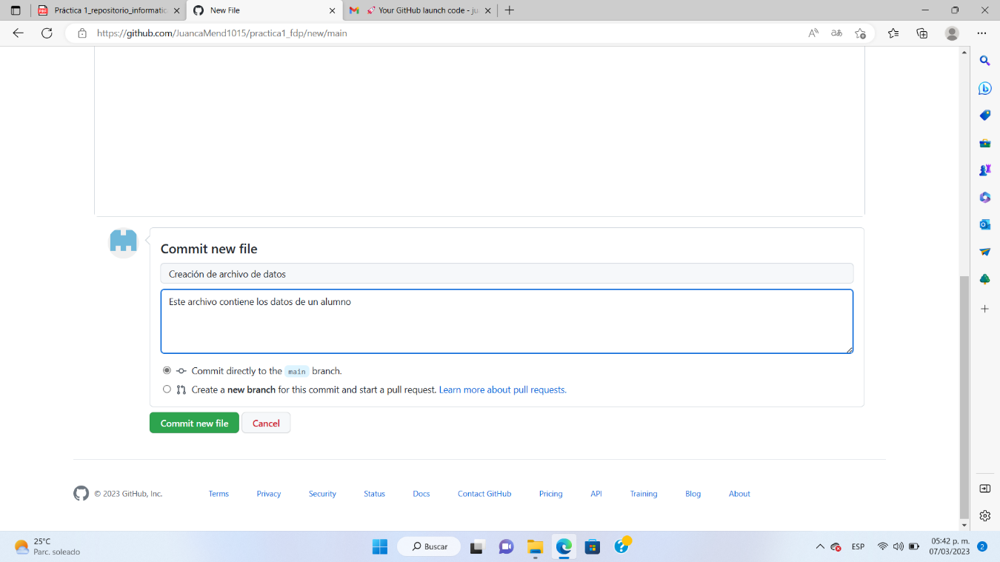 Práctica 1_repositorio_informatic
New File
🚀 Your GitHub launch code - ju
https://github.com/JuancaMend1015/practica1_fdp/new/main
Commit new file
Creación de archivo de datos
Este archivo contiene los datos de un alumno
Commit directly to the main branch.
Create a new branch for this commit and start a pull request. Learn more about pull requests.
Commit new file Cancel
© 2023 GitHub, Inc. Terms Privacy Security Status Docs Contact GitHub Pricing API Training Blog About
25°C
Parc. soleado
Buscar
ESP
05:42 p. m.
07/03/2023
2